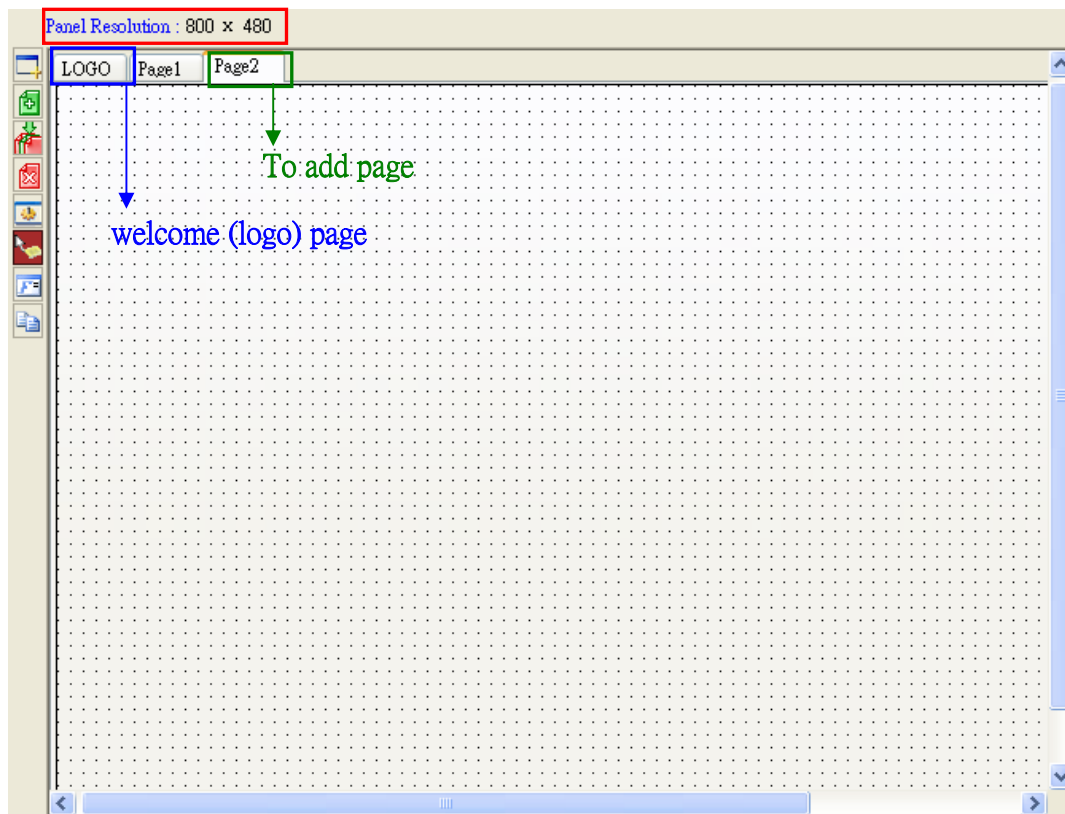 Panel Resolution : 800 x 480
LOGO Page1 Page2
To add page
welcome (logo) page